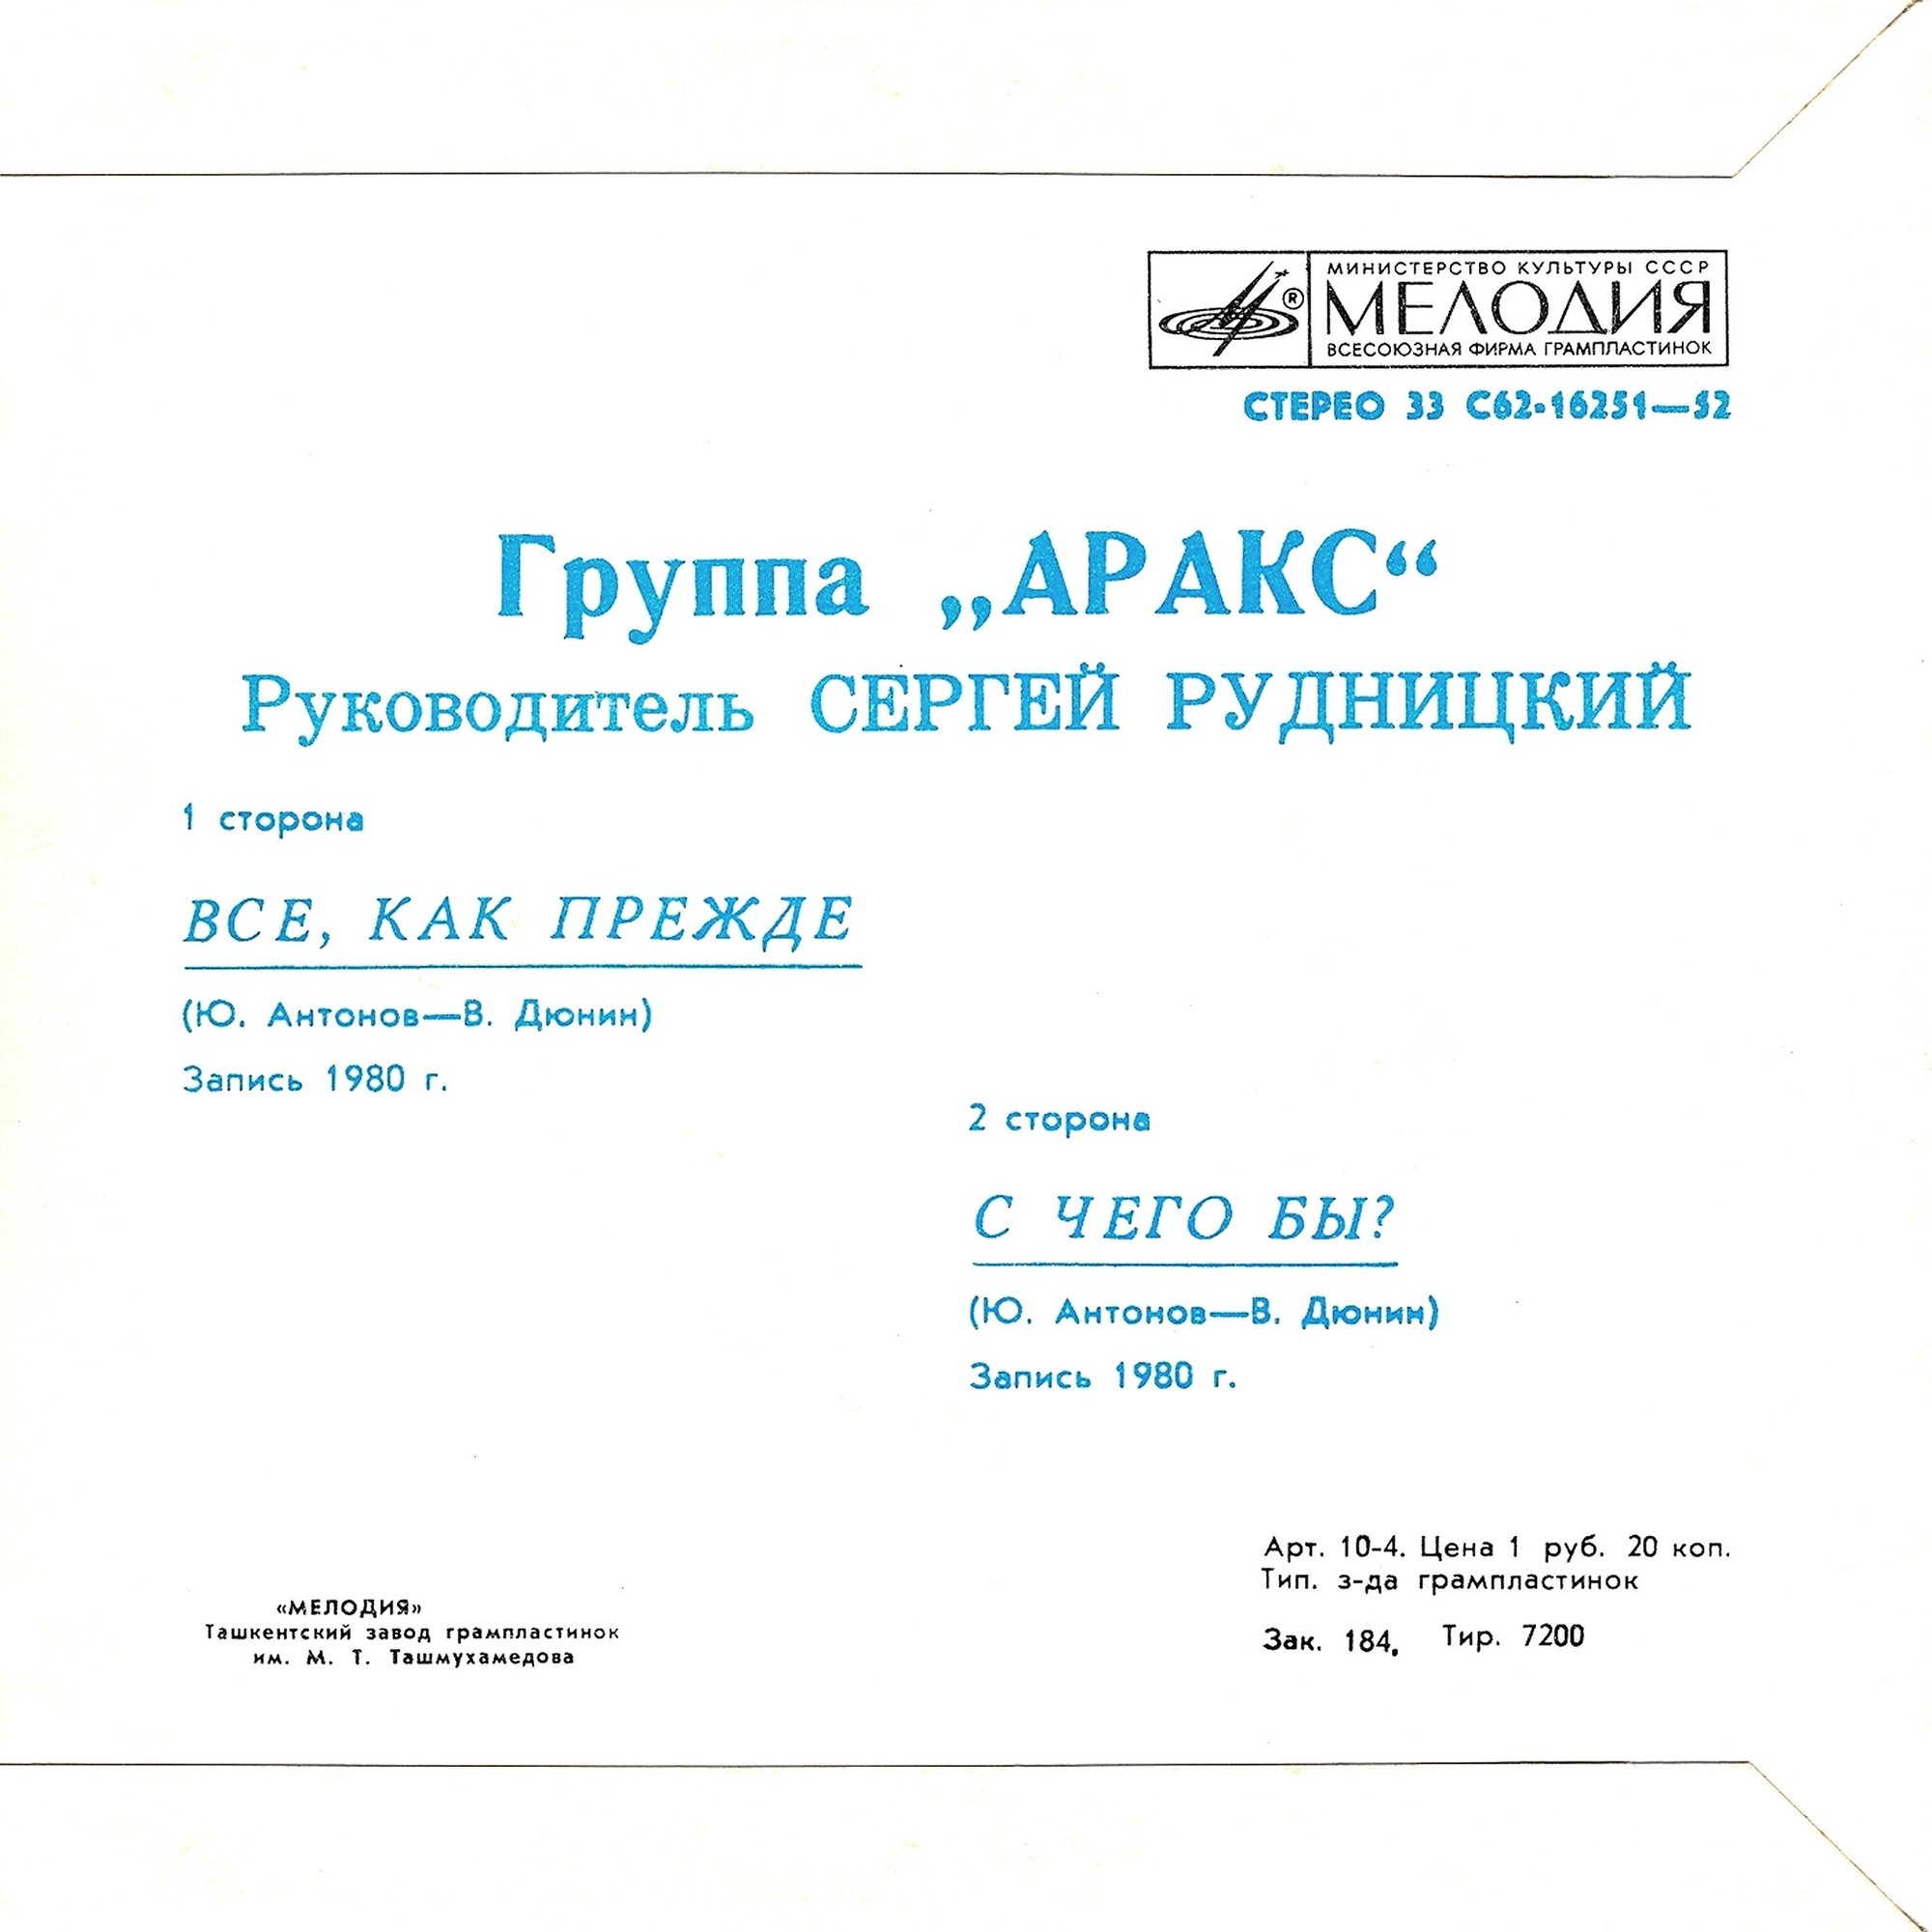 МИНИСТЕРСТВО КУЛЬТУРЫ СССР
МЕЛОДИЯ
ВСЕСОЮЗНАЯ ФИРМА ГРАМПЛАСТИНОК
®
СТЕРЕО 33 С62-16251—52
Группа „АРАКС“
Руководитель СЕРГЕЙ РУДНИЦКИЙ
1 сторона
ВСЕ, КАК ПРЕЖДЕ
(Ю. Антонов—В. Дюнин)
Запись 1980 г.
2 сторона
С ЧЕГО БЫ?
(Ю. Антонов—В. Дюнин)
Запись 1980 г.
«МЕЛОДИЯ»
Ташкентский завод грампластинок
им. М. Т. Ташмухамедова
Арт. 10-4. Цена 1 руб. 20 коп.
Тип. з-да грампластинок
Зак. 184, Тир. 7200